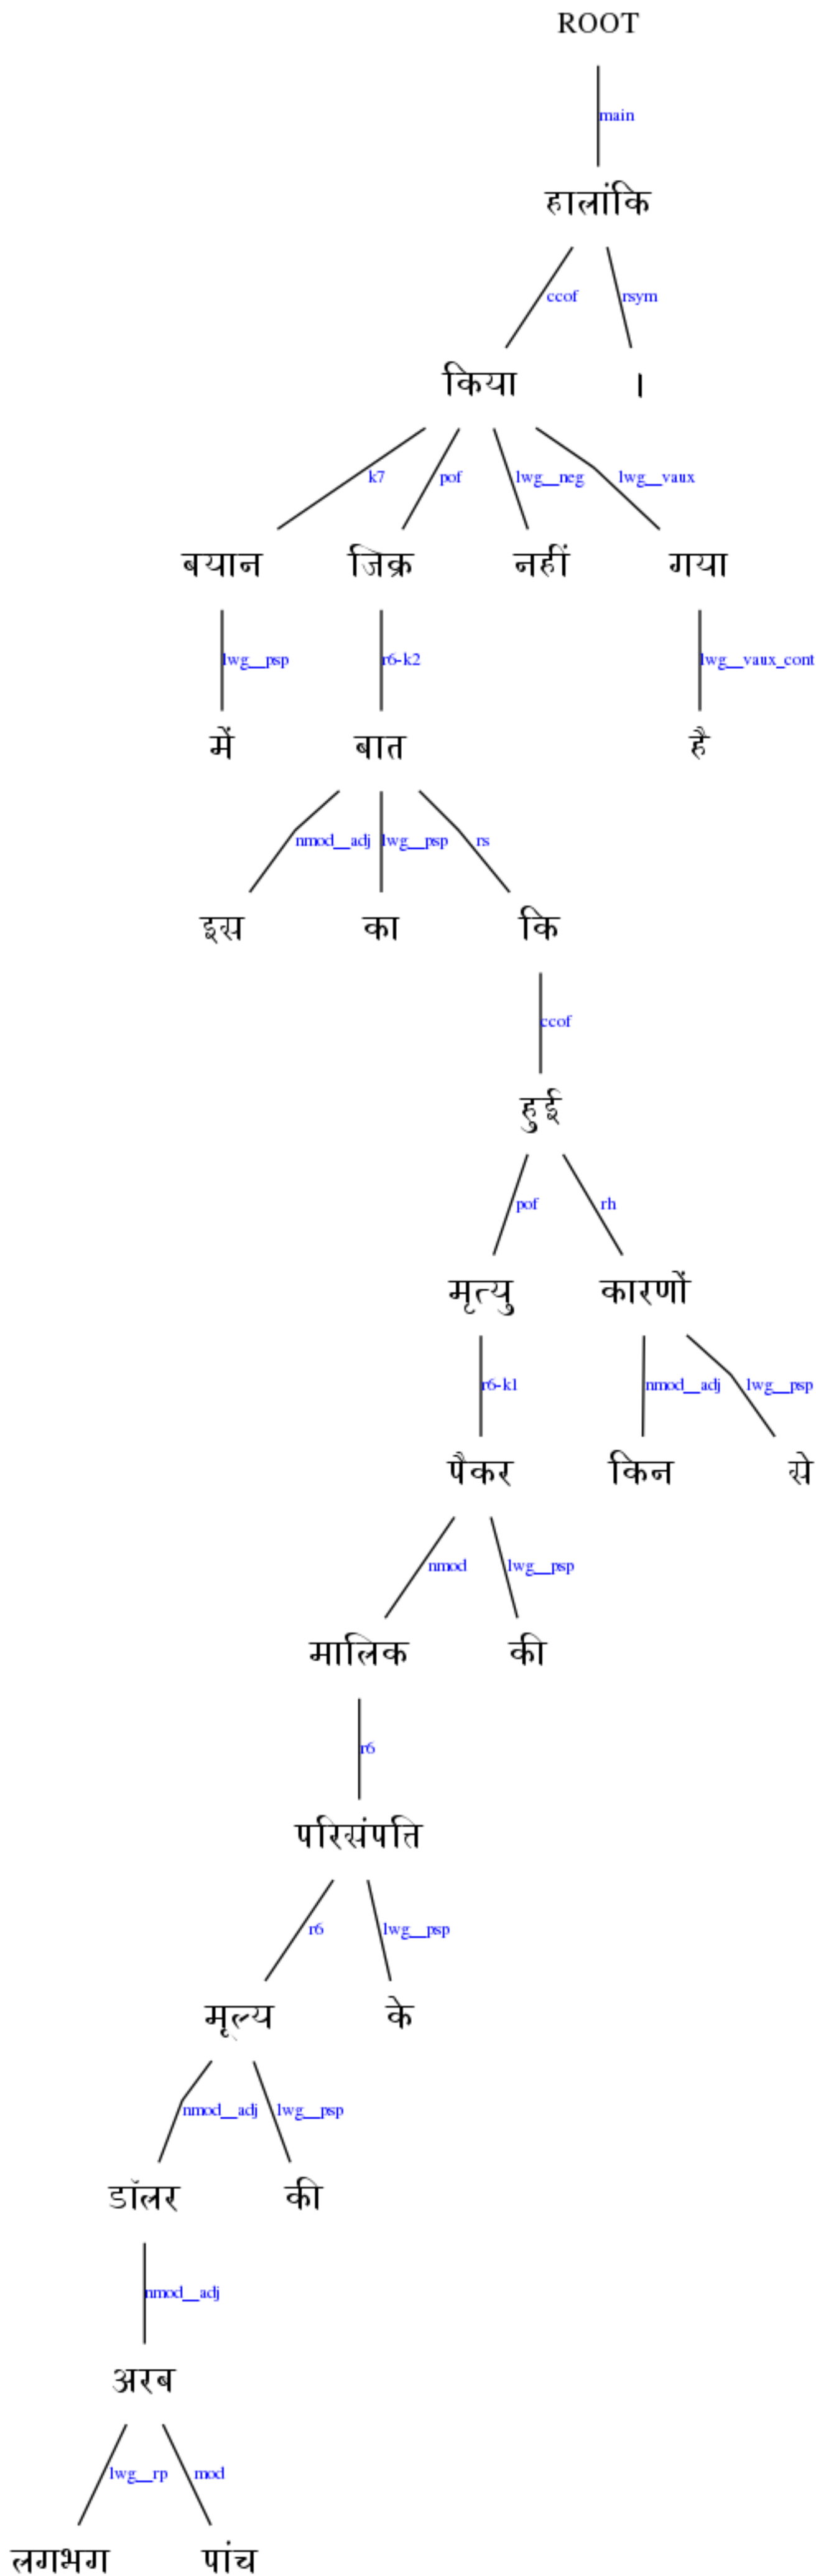 ROOT
main
हालांकि
ccof rsym
किया ।
k7 pof lwg__neg lwg__vaux
बयान जिक्र नहीं गया
lwg__psp r6-k2 lwg__vaux_cont
में बात है
nmod__adj lwg__psp rs
इस का कि
ccof
हुई
pof rh
मृत्यु कारणों
r6-k1 nmod__adj lwg__psp
पैकर किन से
nmod lwg__psp
मालिक की
r6
परिसंपत्ति
r6 lwg__psp
मूल्य के
nmod__adj lwg__psp
डॉलर की
nmod__adj
अरब
lwg__rp mod
लगभग पांच